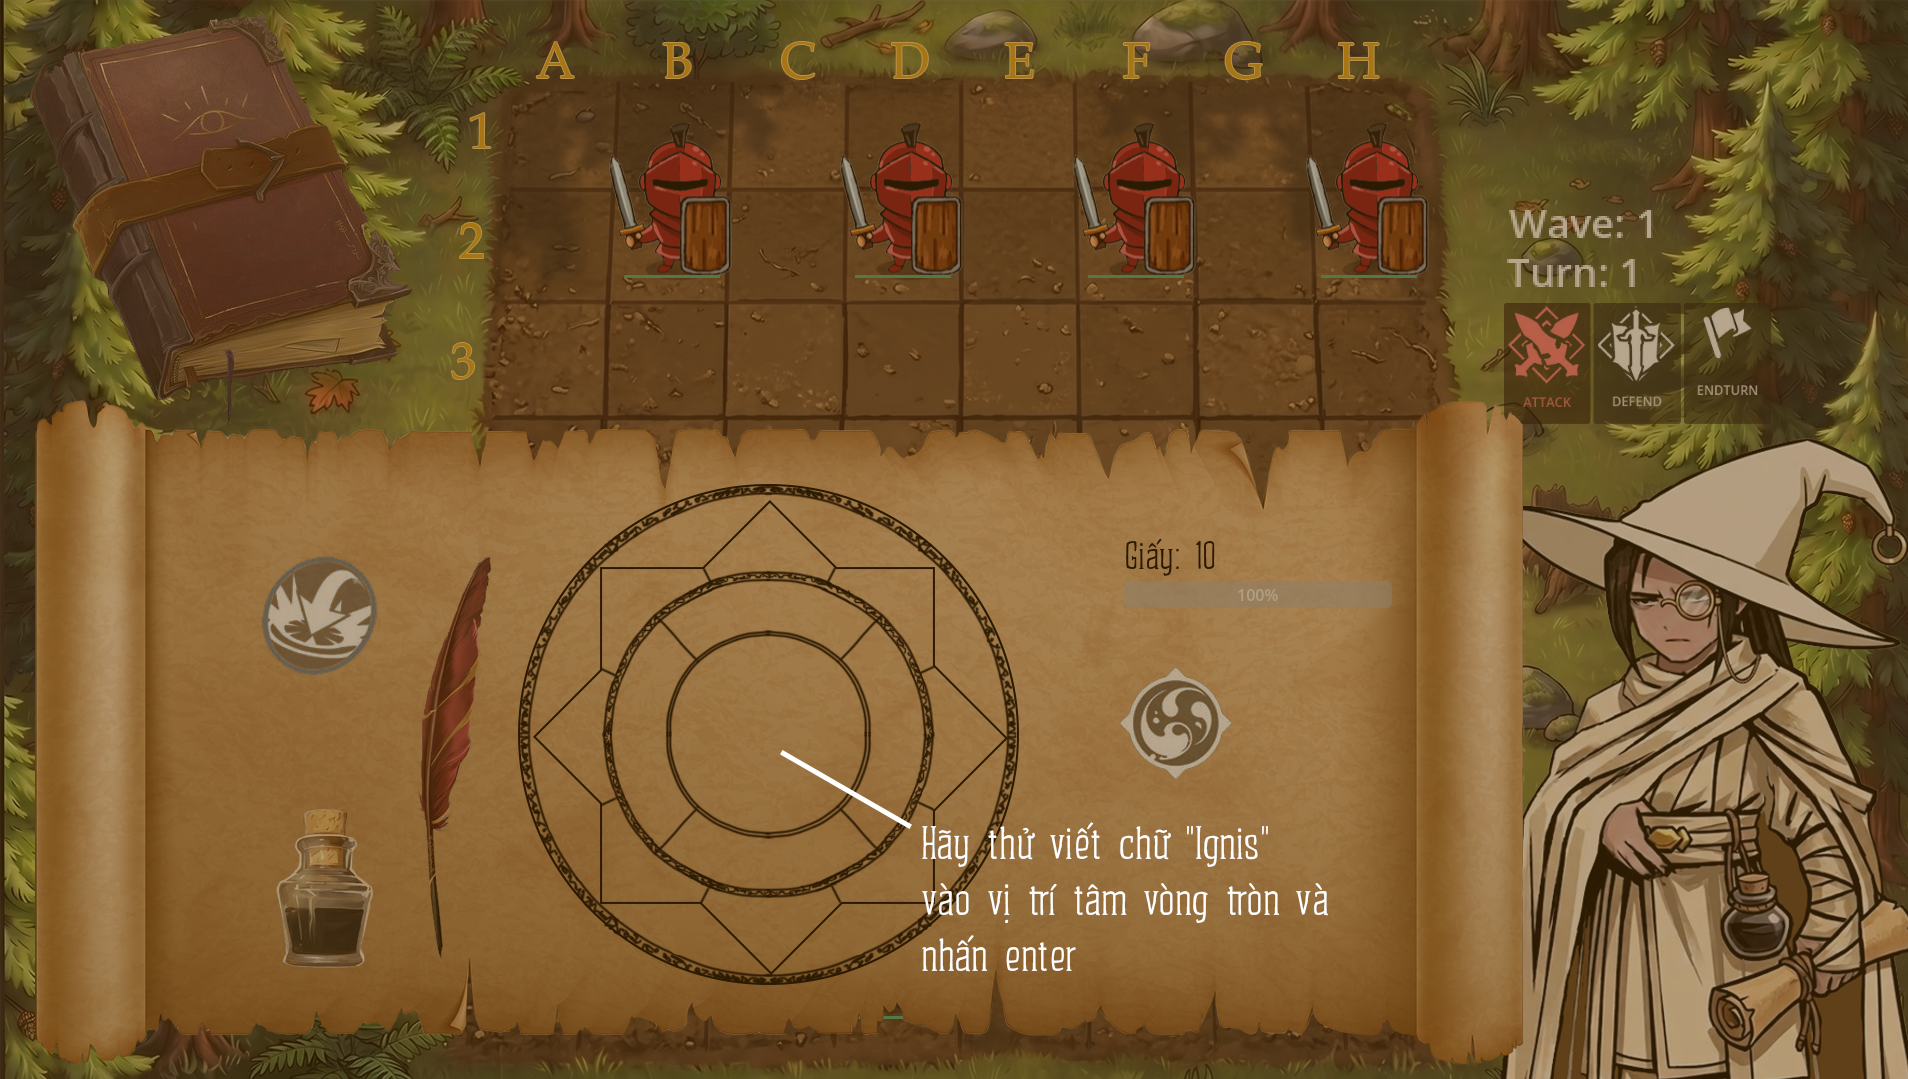 A B C D E F G H
1
2
3
Wave: 1
Turn: 1
ATTACK
DEFEND
ENDTURN
Giấy: 10
100%
Hãy thử viết chữ "Ignis"
vào vị trí tâm vòng tròn và
nhấn enter